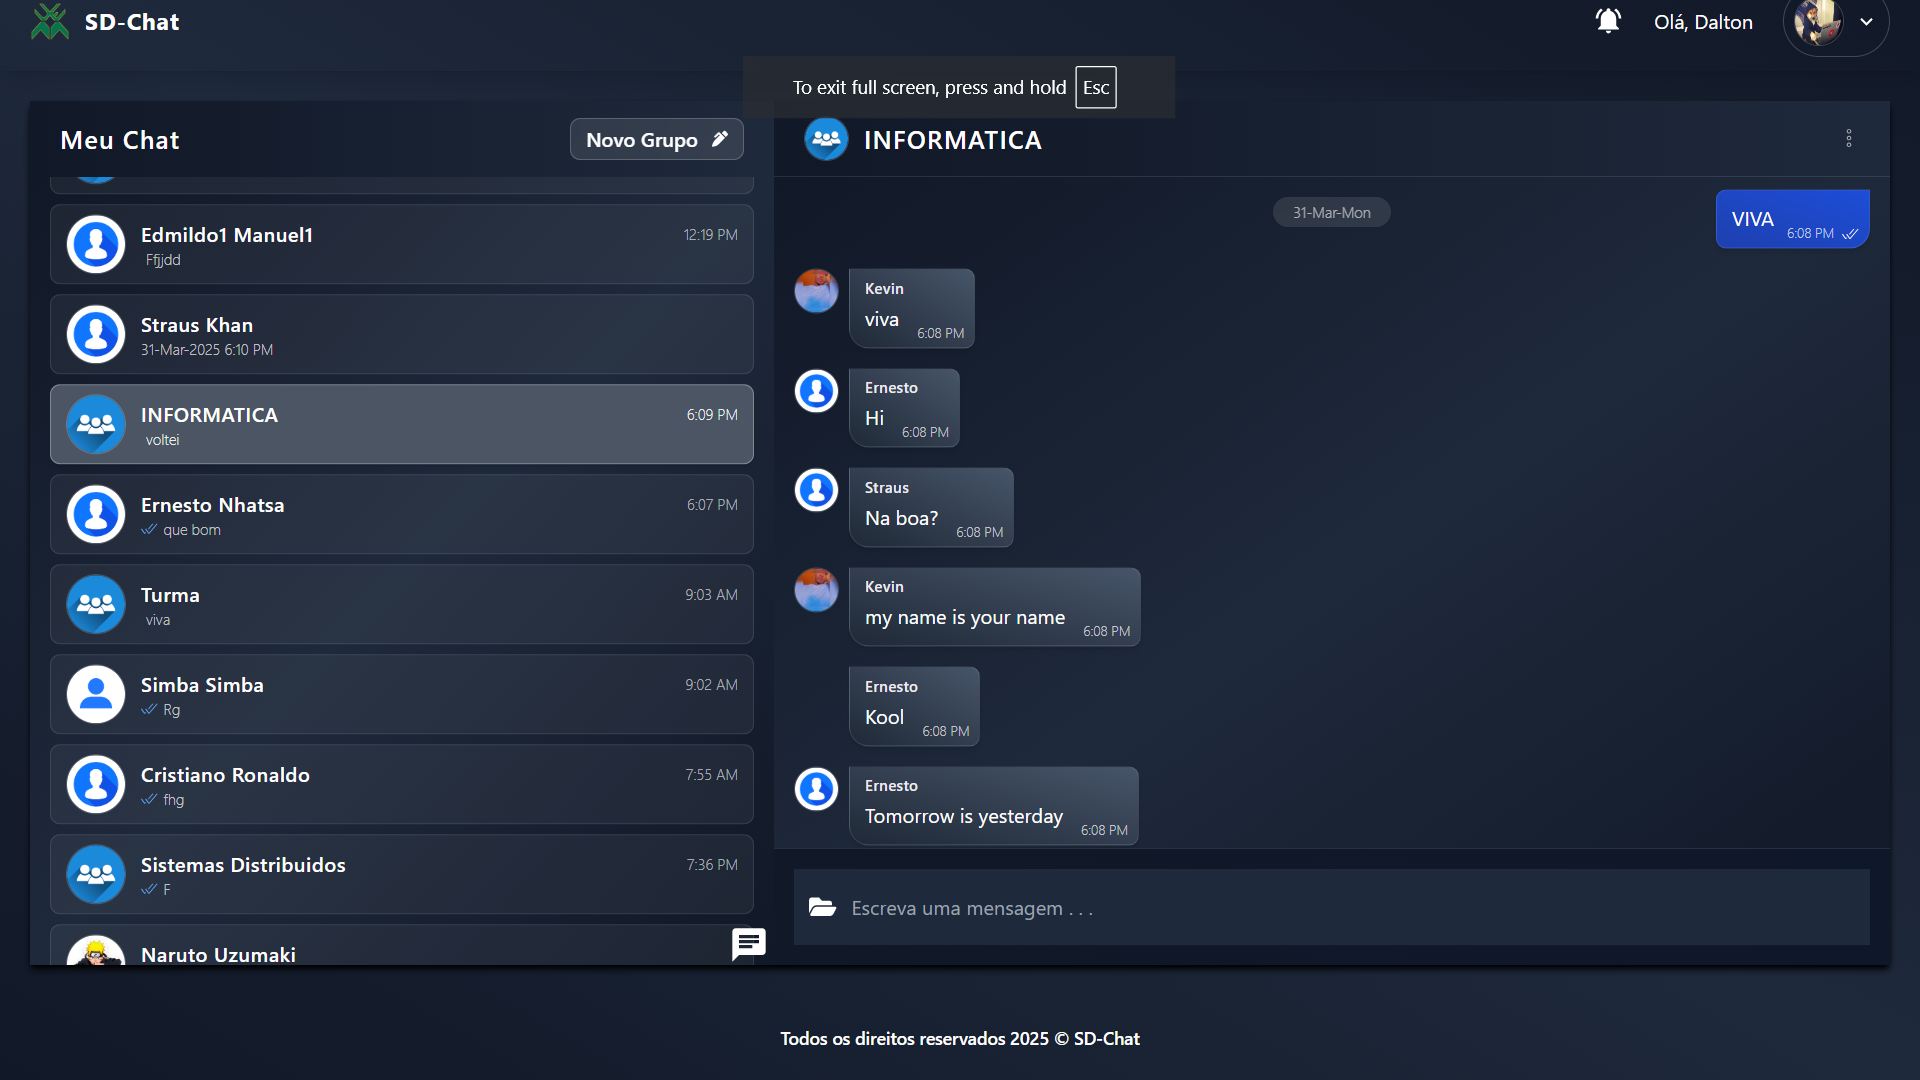 SD-Chat
Olá, Dalton
To exit full screen, press and hold Esc
Meu Chat
Novo Grupo
Edmildo1 Manuel1
12:19 PM
Ffjjdd
Straus Khan
31-Mar-2025 6:10 PM
INFORMATICA
6:09 PM
voltei
Ernesto Nhatsa
6:07 PM
que bom
Turma
9:03 AM
viva
Simba Simba
9:02 AM
Rg
Cristiano Ronaldo
7:55 AM
fhg
Sistemas Distribuidos
7:36 PM
F
Naruto Uzumaki
INFORMATICA
31-Mar-Mon
VIVA
6:08 PM
Kevin
viva
6:08 PM
Ernesto
Hi
6:08 PM
Straus
Na boa?
6:08 PM
Kevin
my name is your name
6:08 PM
Ernesto
Kool
6:08 PM
Ernesto
Tomorrow is yesterday
6:08 PM
Escreva uma mensagem . . .
Todos os direitos reservados 2025 © SD-Chat